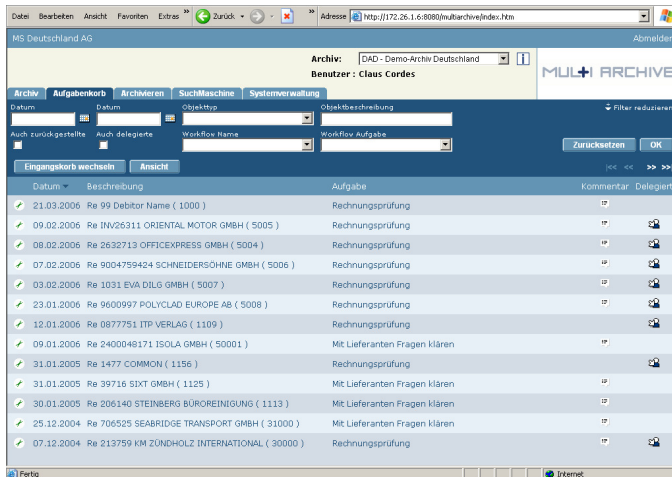 Datei Bearbeiten Ansicht Favoriten Extras » Zurück » Adresse http://172.26.1.6:8080/multiarchive/index.htm
MS Deutschland AG Abmelden
Archiv: DAD - Demo-Archiv Deutschland i
Benutzer : Claus Cordes
MULTI ARCHIVE
Archiv Aufgabenkorb Archivieren SuchMaschine Systemverwaltung
Datum Datum Objekttyp Objektbeschreibung Filter reduzieren
Auch zurückgestellte Auch delegierte Workflow Name Workflow Aufgabe
Zurücksetzen OK
Eingangskorb wechseln Ansicht |<< << >> >>|
Datum Beschreibung Aufgabe Kommentar Delegiert
21.03.2006 Re 99 Debitor Name ( 1000 ) Rechnungsprüfung
09.02.2006 Re INV26311 ORIENTAL MOTOR GMBH ( 5005 ) Rechnungsprüfung
08.02.2006 Re 2632713 OFFICEXPRESS GMBH ( 5004 ) Rechnungsprüfung
07.02.2006 Re 9004759424 SCHNEIDERSÖHNE GMBH ( 5006 ) Rechnungsprüfung
03.02.2006 Re 1031 EVA DILG GMBH ( 5007 ) Rechnungsprüfung
23.01.2006 Re 9600997 POLYCLAD EUROPE AB ( 5008 ) Rechnungsprüfung
12.01.2006 Re 0877751 ITP VERLAG ( 1109 ) Rechnungsprüfung
09.01.2006 Re 2400048171 ISOLA GMBH ( 50001 ) Mit Lieferanten Fragen klären
31.01.2005 Re 1477 COMMON ( 1156 ) Rechnungsprüfung
31.01.2005 Re 39716 SIXT GMBH ( 1125 ) Mit Lieferanten Fragen klären
30.01.2005 Re 206140 STEINBERG BÜROREINIGUNG ( 1113 ) Mit Lieferanten Fragen klären
25.12.2004 Re 706525 SEABRIDGE TRANSPORT GMBH ( 31000 ) Mit Lieferanten Fragen klären
07.12.2004 Re 213759 KM ZÜNDHOLZ INTERNATIONAL ( 30000 ) Rechnungsprüfung
Fertig Internet